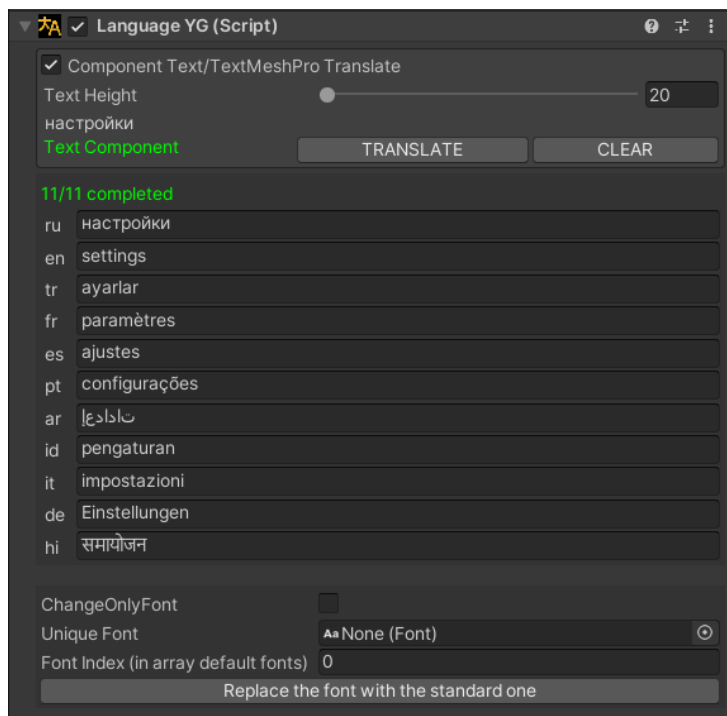 Language YG (Script)
Component Text/TextMeshPro Translate
Text Height 20
настройки
Text Component TRANSLATE CLEAR
11/11 completed
ru настройки
en settings
tr ayarlar
fr paramètres
es ajustes
pt configurações
ar تادادعإ
id pengaturan
it impostazioni
de Einstellungen
hi समायोजन
ChangeOnlyFont
Unique Font Aa None (Font)
Font Index (in array default fonts) 0
Replace the font with the standard one